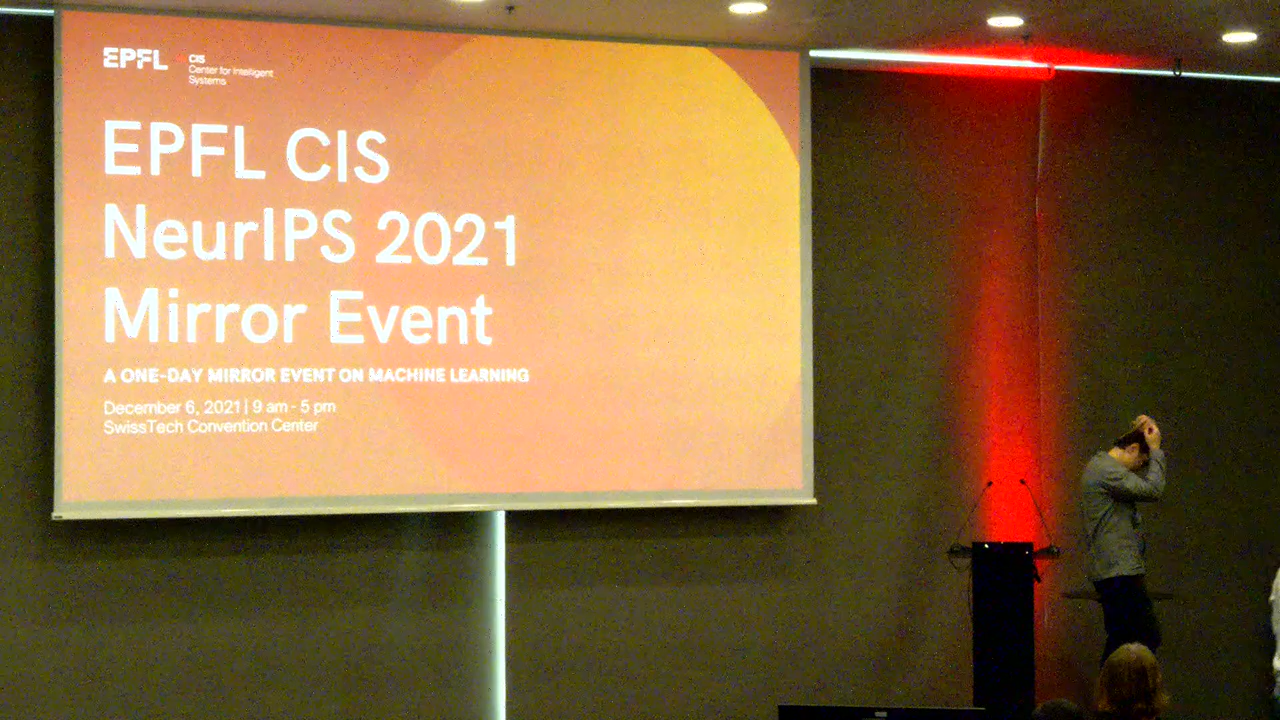 EPFL
CIS
Center for Intelligent
Systems
EPFL CIS
NeurIPS 2021
Mirror Event
A ONE-DAY MIRROR EVENT ON MACHINE LEARNING
December 6, 2021 | 9 am - 5 pm
SwissTech Convention Center